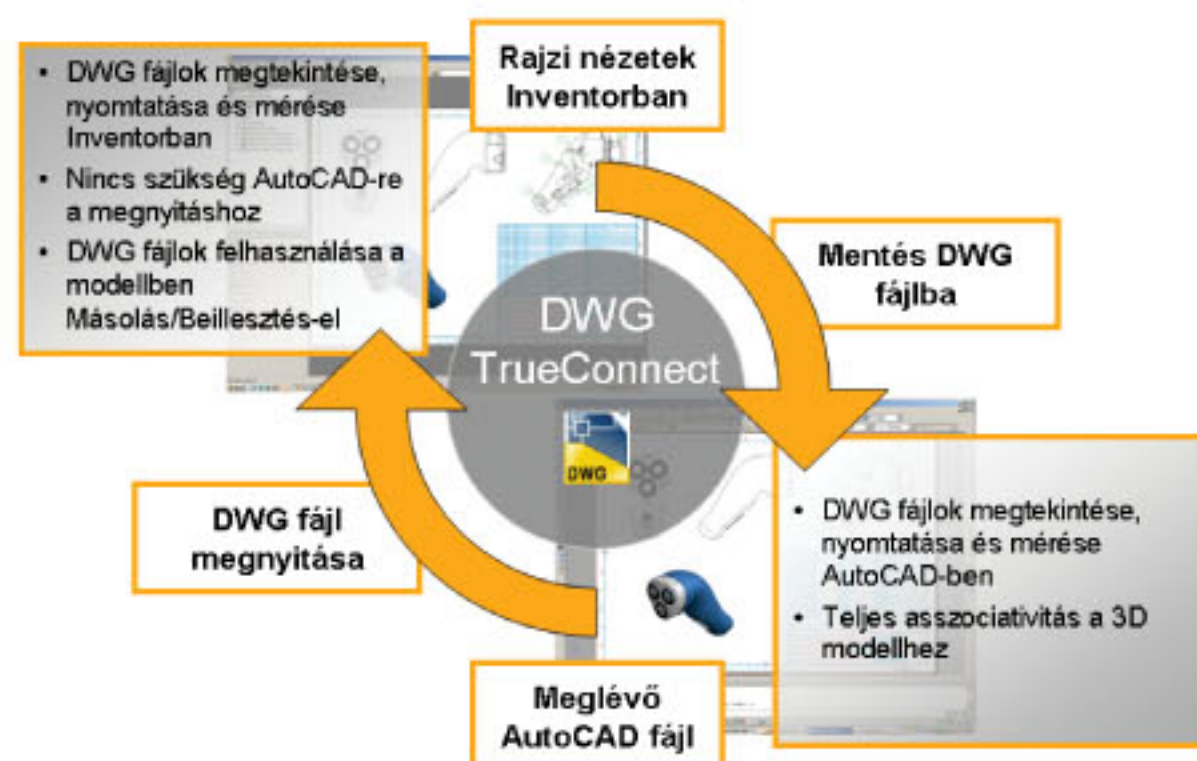 Rajzi nézetek
Inventorban
• DWG fájlok megtekintése,
nyomtatása és mérése
Inventorban
• Nincs szükség AutoCAD-re
a megnyitáshoz
• DWG fájlok felhasználása a
modellben
Másolás/Beillesztés-el
Mentés DWG
fájlba
DWG
TrueConnect
DWG
DWG fájl
megnyitása
• DWG fájlok megtekintése,
nyomtatása és mérése
AutoCAD-ben
• Teljes asszociativitás a 3D
modellhez
Meglévő
AutoCAD fájl